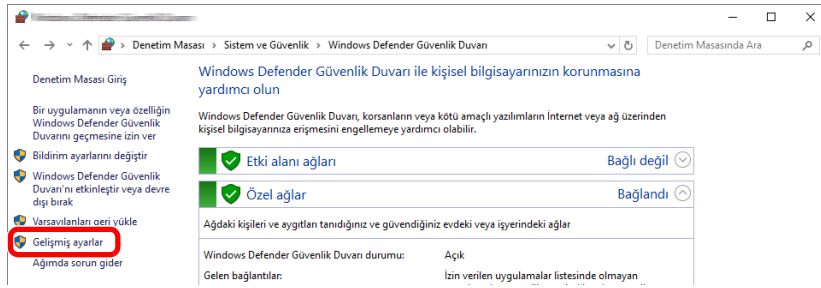 Denetim Masası > Sistem ve Güvenlik > Windows Defender Güvenlik Duvarı
Denetim Masasında Ara
Denetim Masası Giriş
Bir uygulamanın veya özelliğin
Windows Defender Güvenlik
Duvarını geçmesine izin ver
Bildirim ayarlarını değiştir
Windows Defender Güvenlik
Duvarı'nı etkinleştir veya devre
dışı bırak
Varsayılanları geri yükle
Gelişmiş ayarlar
Ağımda sorun gider
Windows Defender Güvenlik Duvarı ile kişisel bilgisayarınızın korunmasına
yardımcı olun
Windows Defender Güvenlik Duvarı, korsanların veya kötü amaçlı yazılımların İnternet veya ağ üzerinden
kişisel bilgisayarınıza erişmesini engellemeye yardımcı olabilir.
Etki alanı ağları Bağlı değil
Özel ağlar Bağlandı
Ağdaki kişileri ve aygıtları tanıdığınız ve güvendiğiniz evdeki veya işyerindeki ağlar
Windows Defender Güvenlik Duvarı durumu: Açık
Gelen bağlantılar: İzin verilen uygulamalar listesinde olmayan